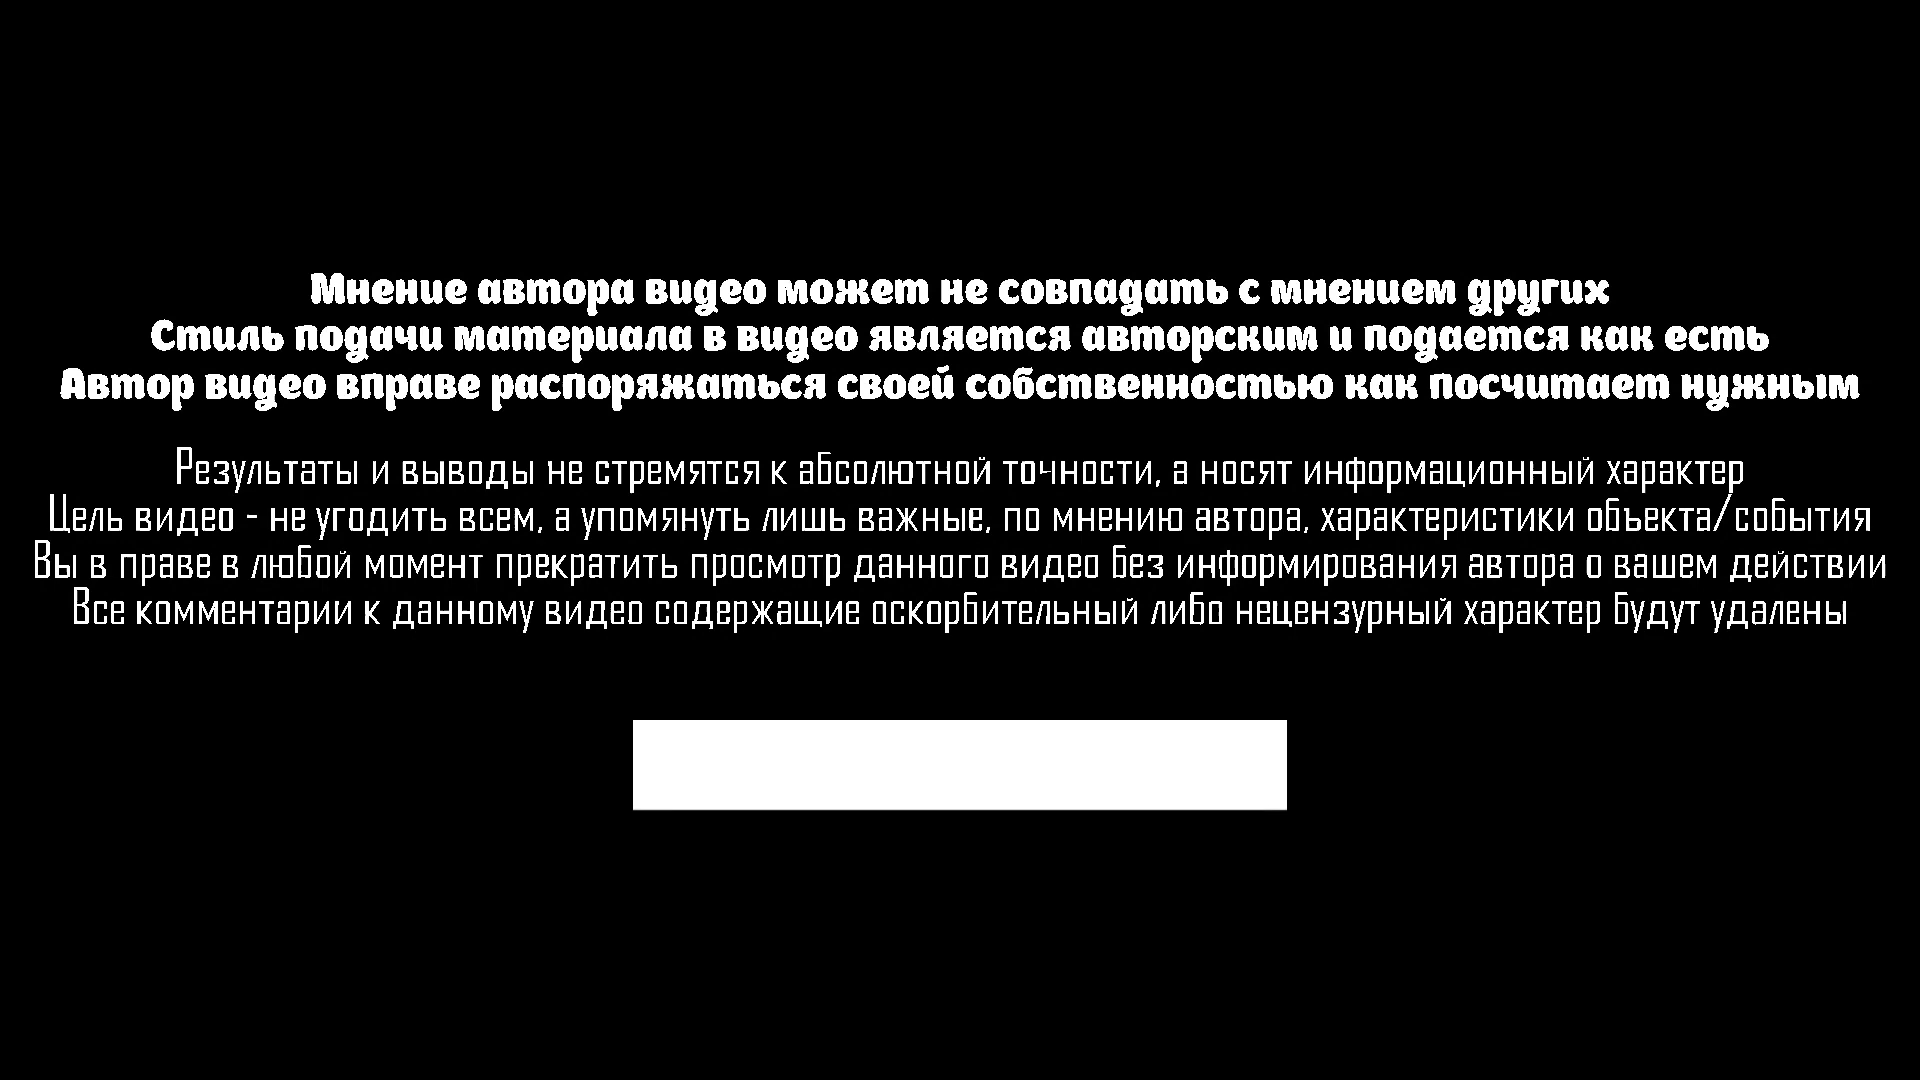 Мнение автора видео может не совпадать с мнением других
Стиль подачи материала в видео является авторским и подается как есть
Автор видео вправе распоряжаться своей собственностью как посчитает нужным
Результаты и выводы не стремятся к абсолютной точности, а носят информационный характер
Цель видео - не угодить всем, а упомянуть лишь важные, по мнению автора, характеристики объекта/события
Вы в праве в любой момент прекратить просмотр данного видео без информирования автора о вашем действии
Все комментарии к данному видео содержащие оскорбительный либо нецензурный характер будут удалены